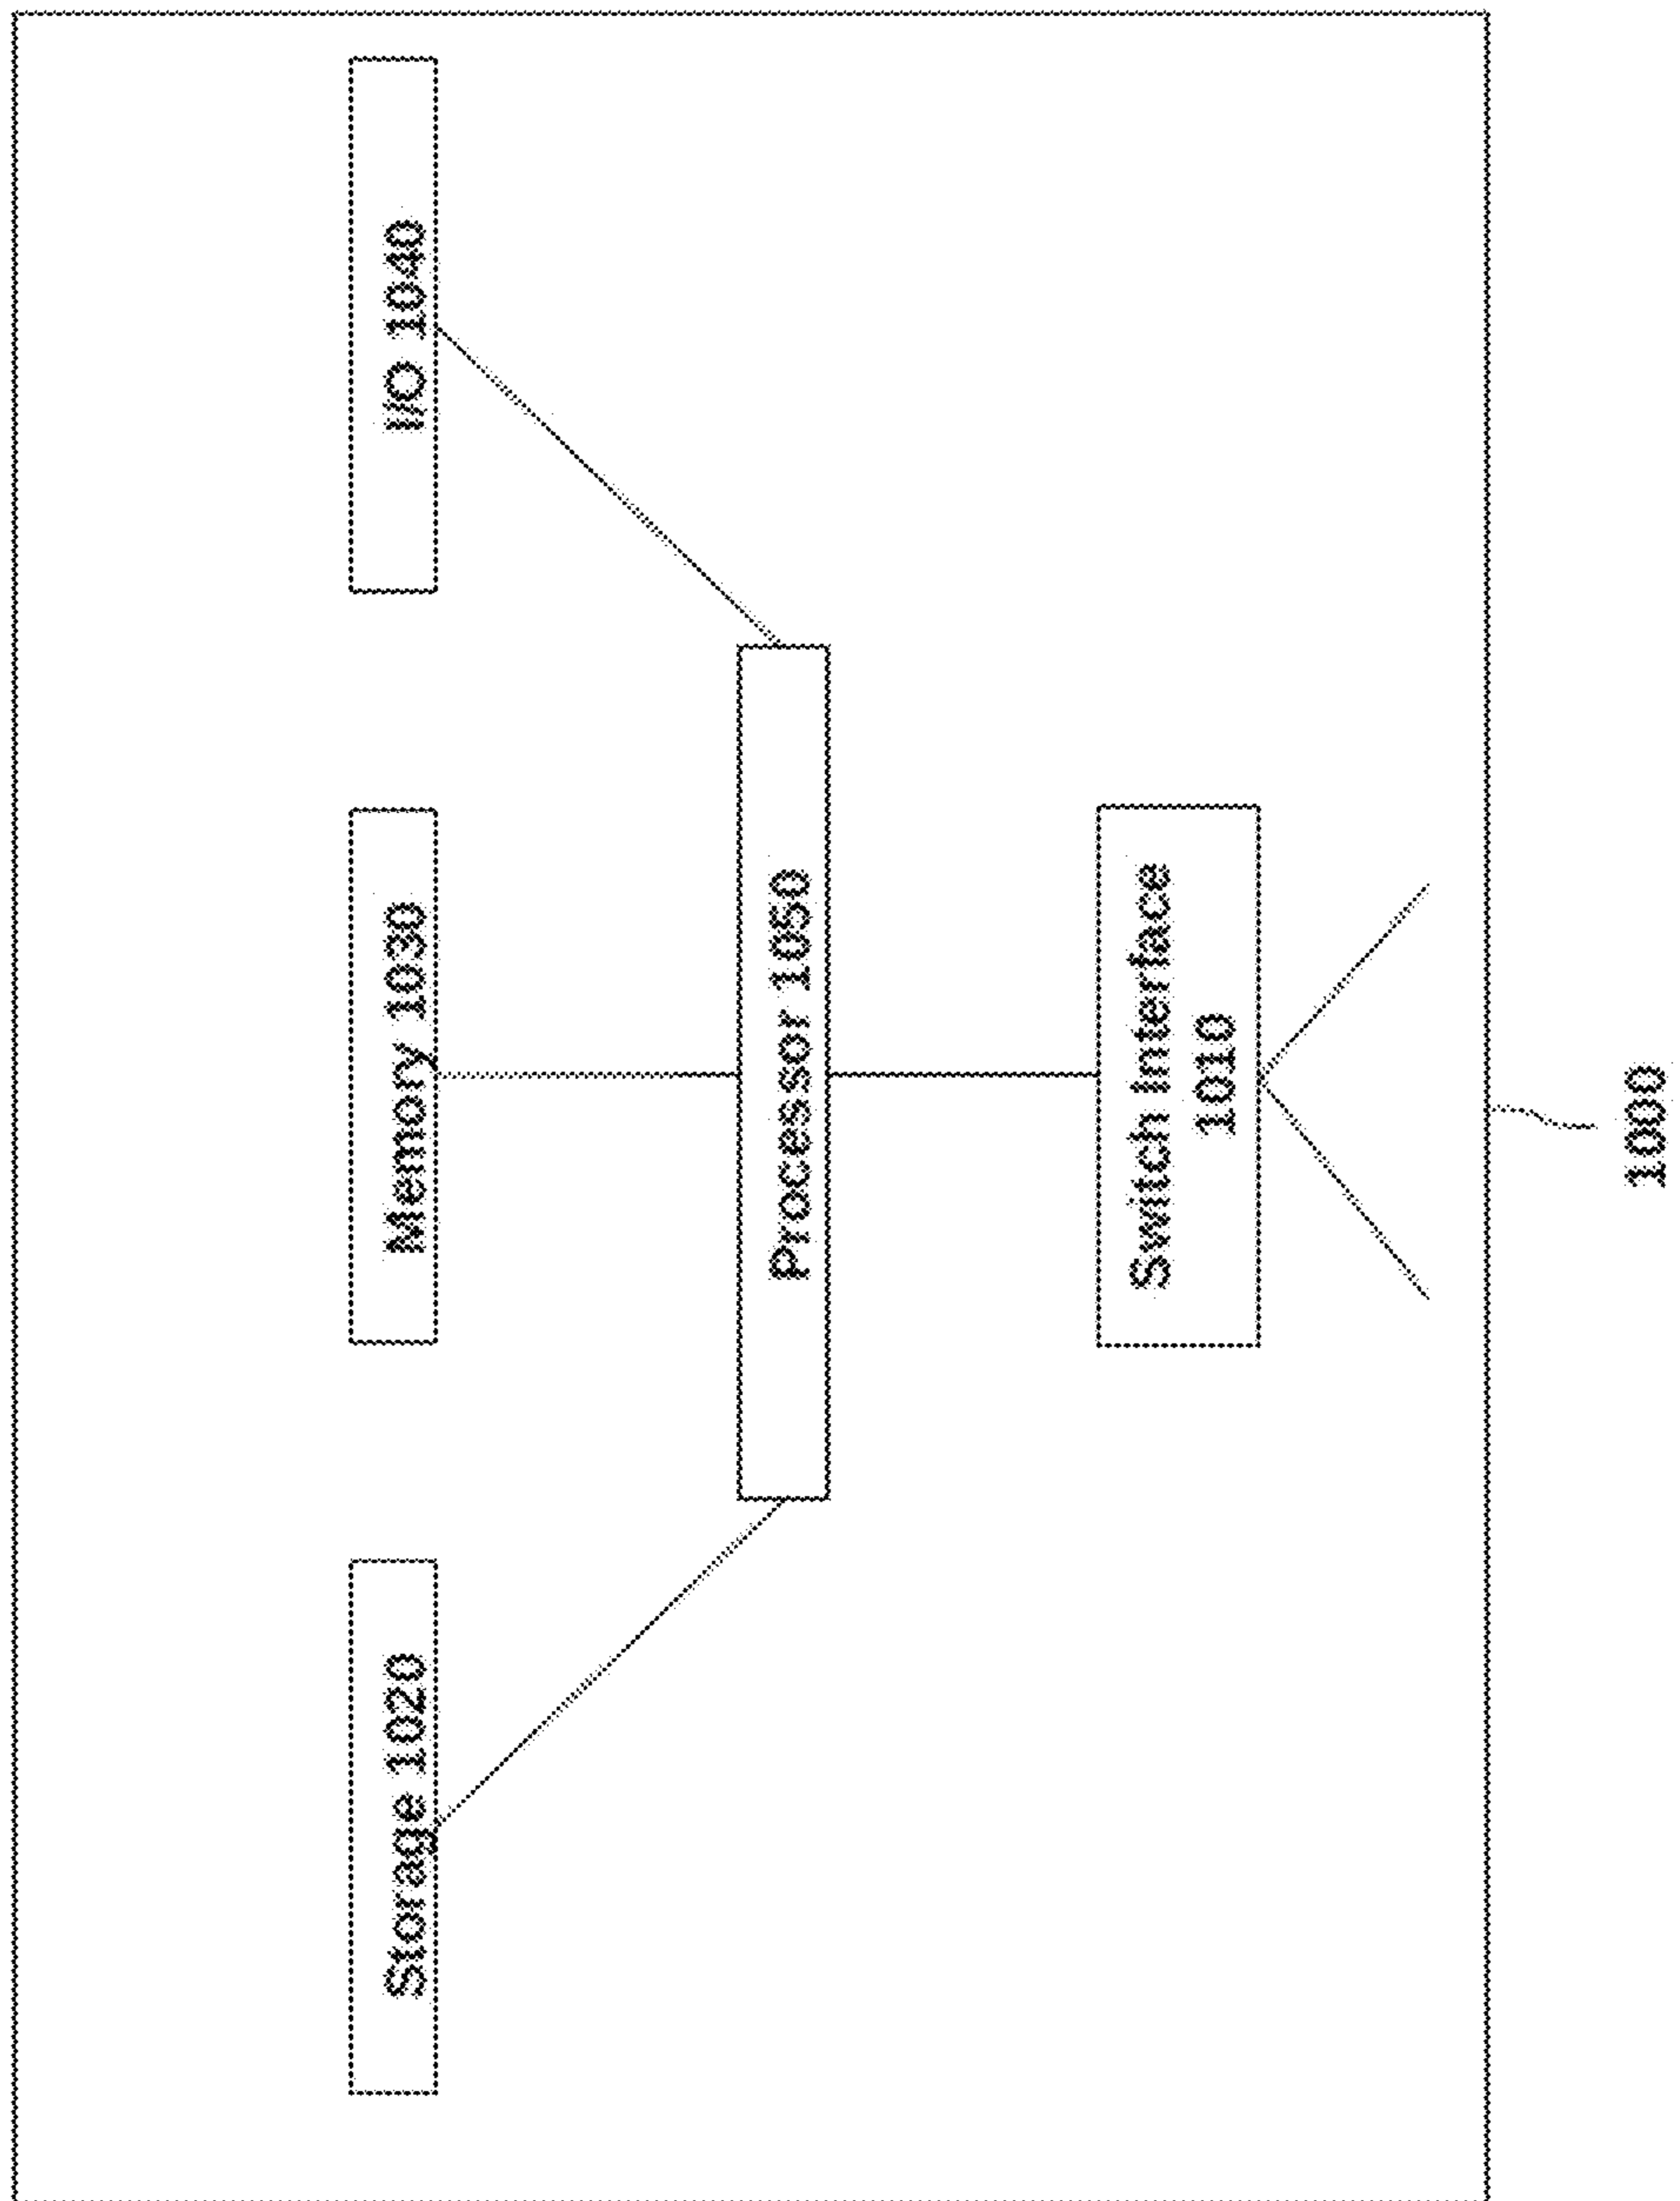 Storage 1020
Memory 1030
I/O 1040
Processor 1050
Switch Interface
1010
1000